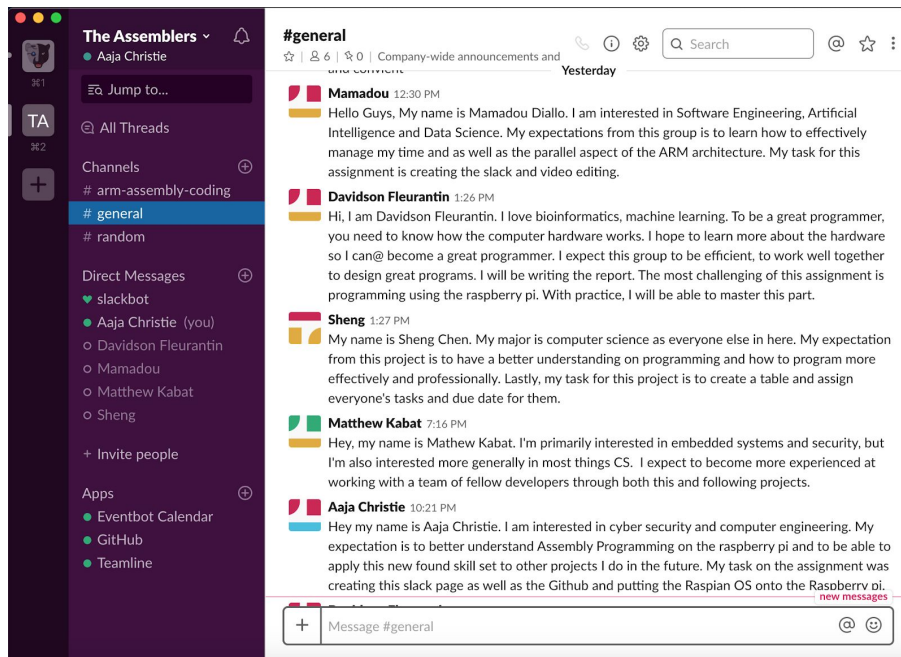 The Assemblers
Aaja Christie
⌘1
Jump to...
TA
All Threads
⌘2
Channels
+
# arm-assembly-coding
# general
# random
Direct Messages
slackbot
Aaja Christie (you)
Davidson Fleurantin
Mamadou
Matthew Kabat
Sheng
+ Invite people
Apps
Eventbot Calendar
GitHub
Teamline
#general
6 | 0 | Company-wide announcements and
Search
@
Yesterday
Mamadou 12:30 PM
Hello Guys, My name is Mamadou Diallo. I am interested in Software Engineering, Artificial
Intelligence and Data Science. My expectations from this group is to learn how to effectively
manage my time and as well as the parallel aspect of the ARM architecture. My task for this
assignment is creating the slack and video editing.
Davidson Fleurantin 1:26 PM
Hi, I am Davidson Fleurantin. I love bioinformatics, machine learning. To be a great programmer,
you need to know how the computer hardware works. I hope to learn more about the hardware
so I can@ become a great programmer. I expect this group to be efficient, to work well together
to design great programs. I will be writing the report. The most challenging of this assignment is
programming using the raspberry pi. With practice, I will be able to master this part.
Sheng 1:27 PM
My name is Sheng Chen. My major is computer science as everyone else in here. My expectation
from this project is to have a better understanding on programming and how to program more
effectively and professionally. Lastly, my task for this project is to create a table and assign
everyone's tasks and due date for them.
Matthew Kabat 7:16 PM
Hey, my name is Mathew Kabat. I'm primarily interested in embedded systems and security, but
I'm also interested more generally in most things CS. I expect to become more experienced at
working with a team of fellow developers through both this and following projects.
Aaja Christie 10:21 PM
Hey my name is Aaja Christie. I am interested in cyber security and computer engineering. My
expectation is to better understand Assembly Programming on the raspberry pi and to be able to
apply this new found skill set to other projects I do in the future. My task on the assignment was
creating this slack page as well as the Github and putting the Raspian OS onto the Raspberry pi.
new messages
+ Message #general @